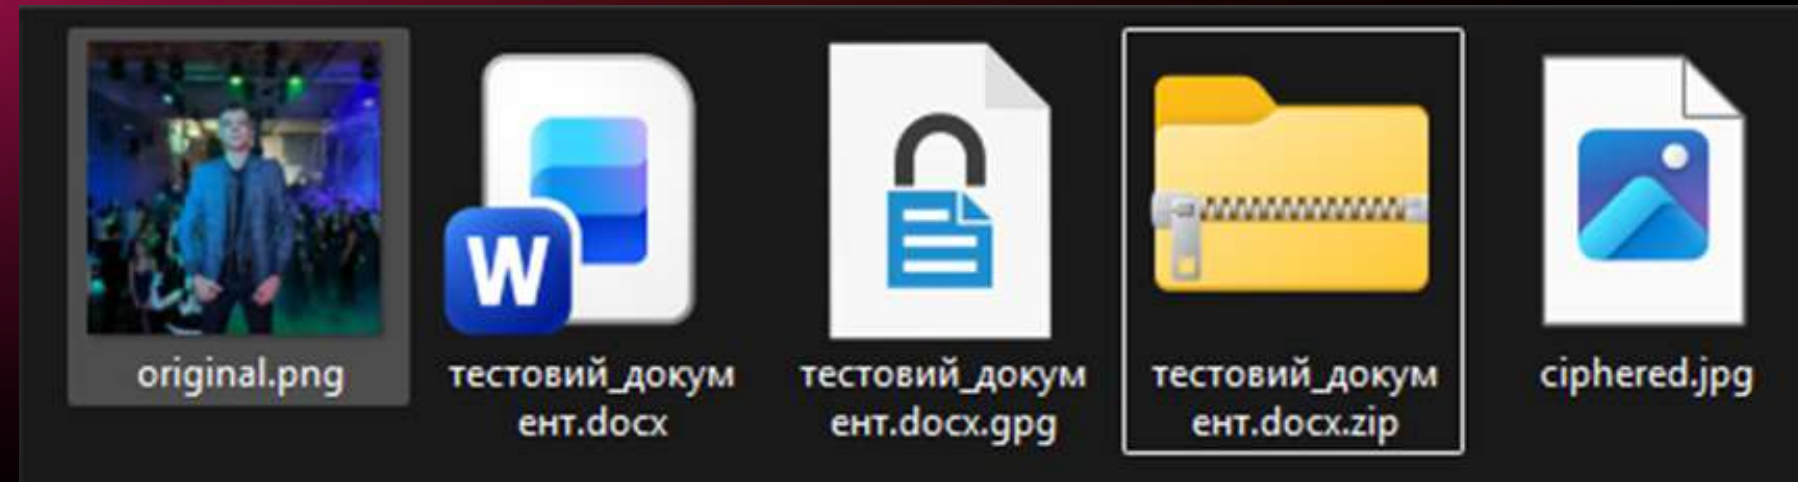 original.png
тестовий_докум
ент.docx
тестовий_докум
ент.docx.gpg
тестовий_докум
ент.docx.zip
ciphered.jpg
W